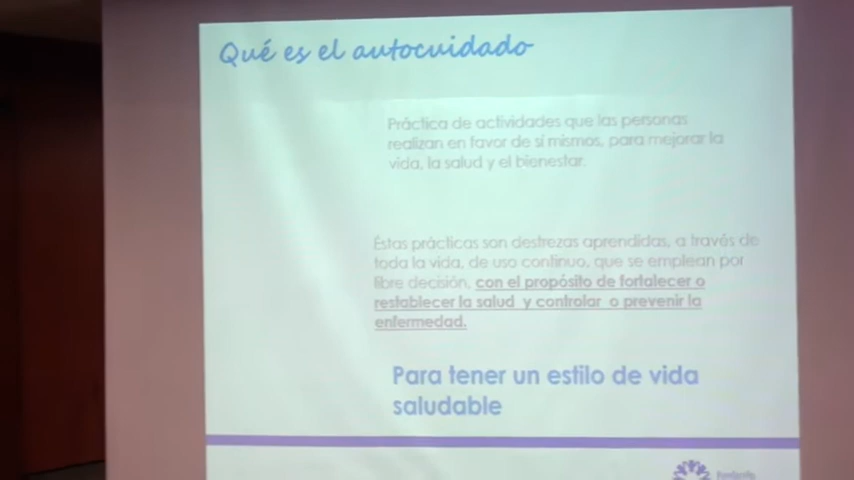 Qué es el autocuidado
Práctica de actividades que las personas
realizan en favor de sí mismos, para mejorar la
vida, la salud y el bienestar.
Éstas prácticas son destrezas aprendidas, a través de
toda la vida, de uso continuo, que se emplean por
libre decisión, con el propósito de fortalecer o
restablecer la salud y controlar o prevenir la
enfermedad.
Para tener un estilo de vida
saludable